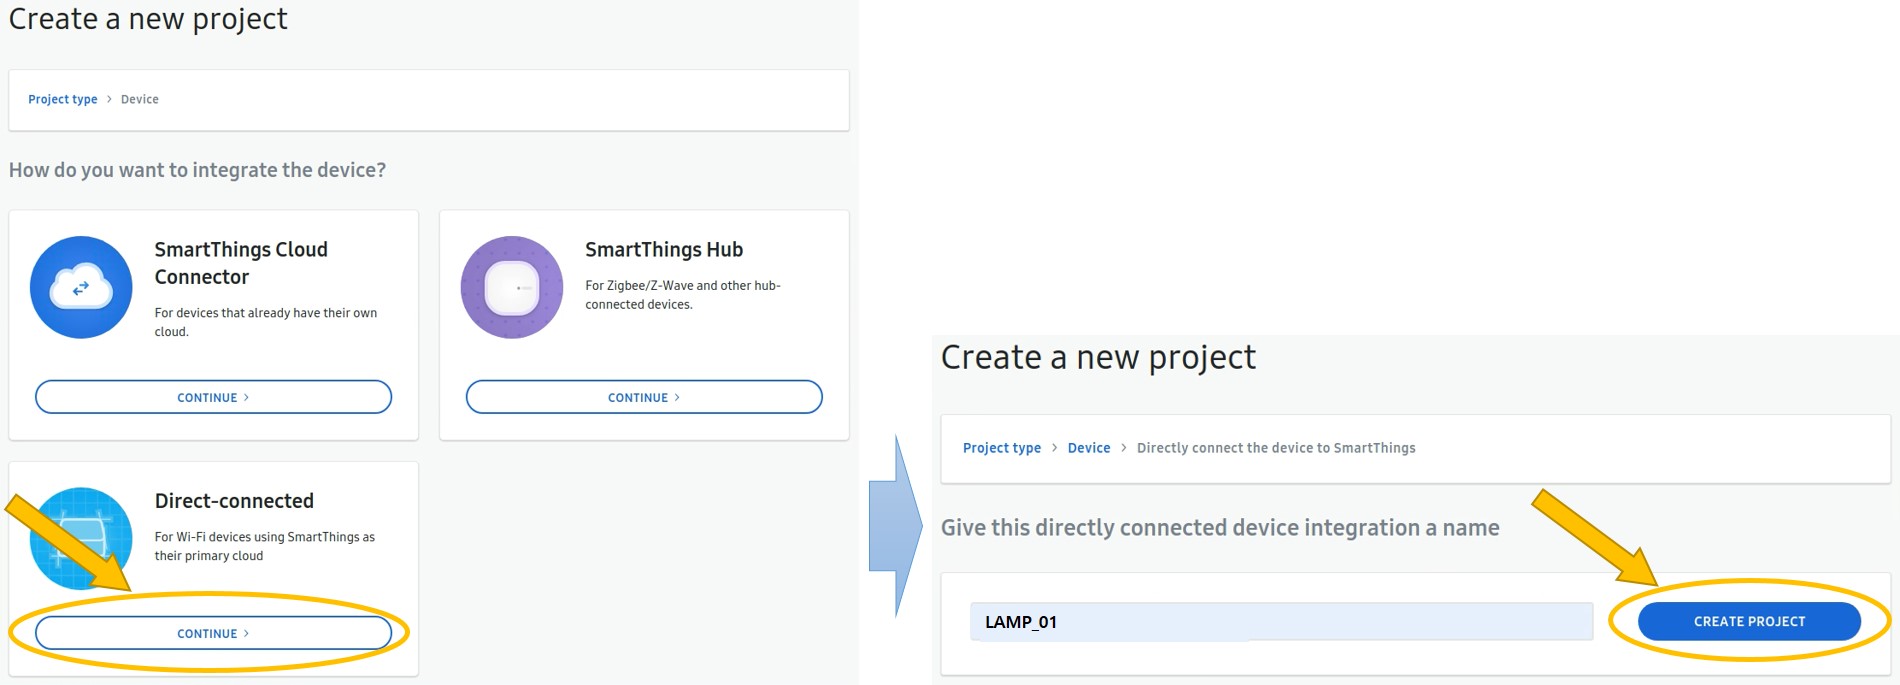 Create a new project
Project type > Device
How do you want to integrate the device?
SmartThings Cloud
Connector
For devices that already have their own
cloud.
CONTINUE >
SmartThings Hub
For Zigbee/Z-Wave and other hub-
connected devices.
CONTINUE >
Direct-connected
For Wi-Fi devices using SmartThings as
their primary cloud
CONTINUE >
Create a new project
Project type > Device > Directly connect the device to SmartThings
Give this directly connected device integration a name
LAMP_01
CREATE PROJECT